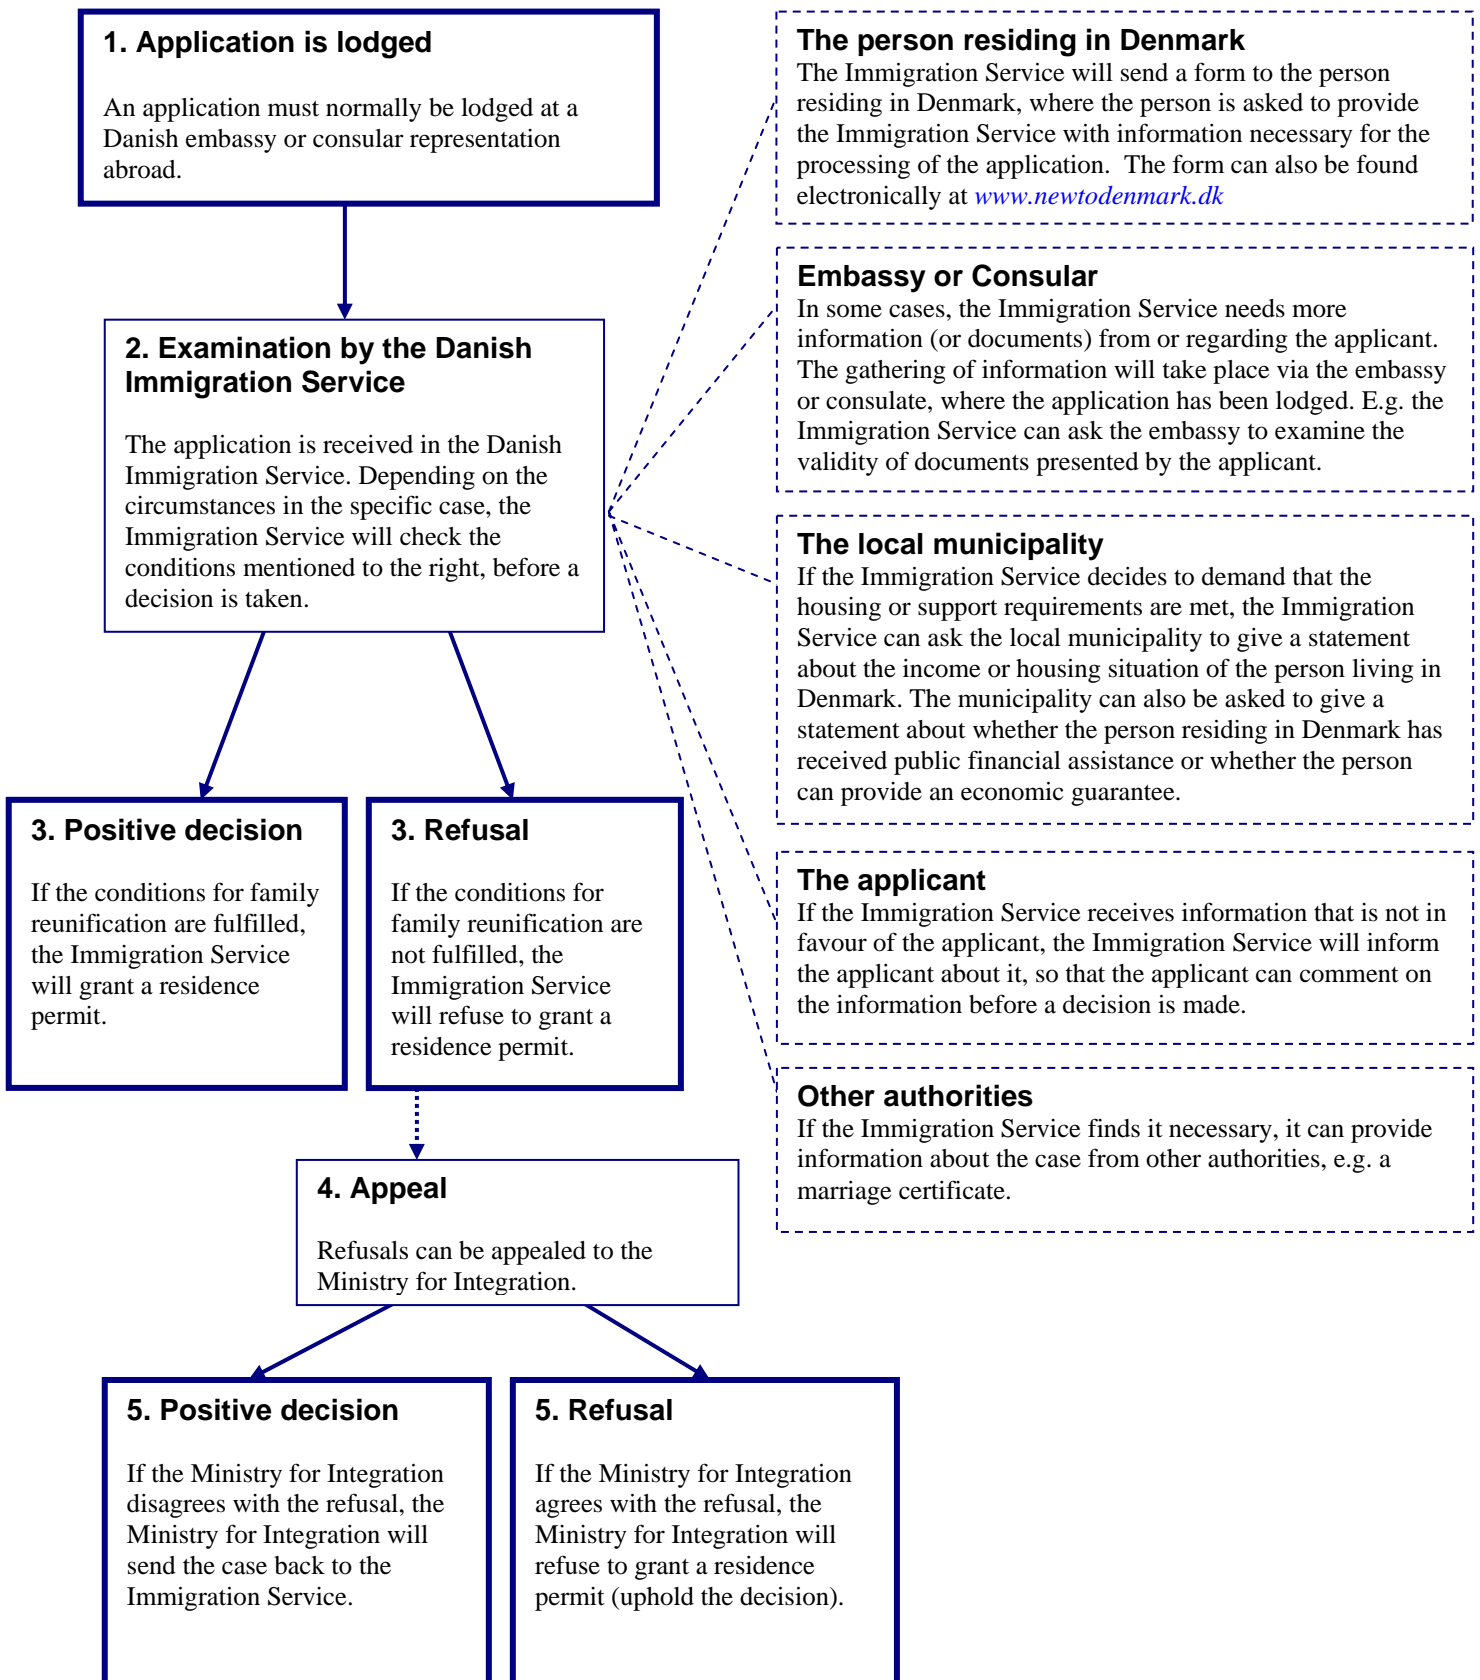 1. Application is lodged
An application must normally be lodged at a
Danish embassy or consular representation
abroad.
2. Examination by the Danish
Immigration Service
The application is received in the Danish
Immigration Service. Depending on the
circumstances in the specific case, the
Immigration Service will check the
conditions mentioned to the right, before a
decision is taken.
3. Positive decision
If the conditions for family
reunification are fulfilled,
the Immigration Service
will grant a residence
permit.
3. Refusal
If the conditions for
family reunification are
not fulfilled, the
Immigration Service
will refuse to grant a
residence permit.
4. Appeal
Refusals can be appealed to the
Ministry for Integration.
5. Positive decision
If the Ministry for Integration
disagrees with the refusal, the
Ministry for Integration will
send the case back to the
Immigration Service.
5. Refusal
If the Ministry for Integration
agrees with the refusal, the
Ministry for Integration will
refuse to grant a residence
permit (uphold the decision).
The person residing in Denmark
The Immigration Service will send a form to the person
residing in Denmark, where the person is asked to provide
the Immigration Service with information necessary for the
processing of the application.  The form can also be found
electronically at www.newtodenmark.dk
Embassy or Consular
In some cases, the Immigration Service needs more
information (or documents) from or regarding the applicant.
The gathering of information will take place via the embassy
or consulate, where the application has been lodged. E.g. the
Immigration Service can ask the embassy to examine the
validity of documents presented by the applicant.
The local municipality
If the Immigration Service decides to demand that the
housing or support requirements are met, the Immigration
Service can ask the local municipality to give a statement
about the income or housing situation of the person living in
Denmark. The municipality can also be asked to give a
statement about whether the person residing in Denmark has
received public financial assistance or whether the person
can provide an economic guarantee.
The applicant
If the Immigration Service receives information that is not in
favour of the applicant, the Immigration Service will inform
the applicant about it, so that the applicant can comment on
the information before a decision is made.
Other authorities
If the Immigration Service finds it necessary, it can provide
information about the case from other authorities, e.g. a
marriage certificate.